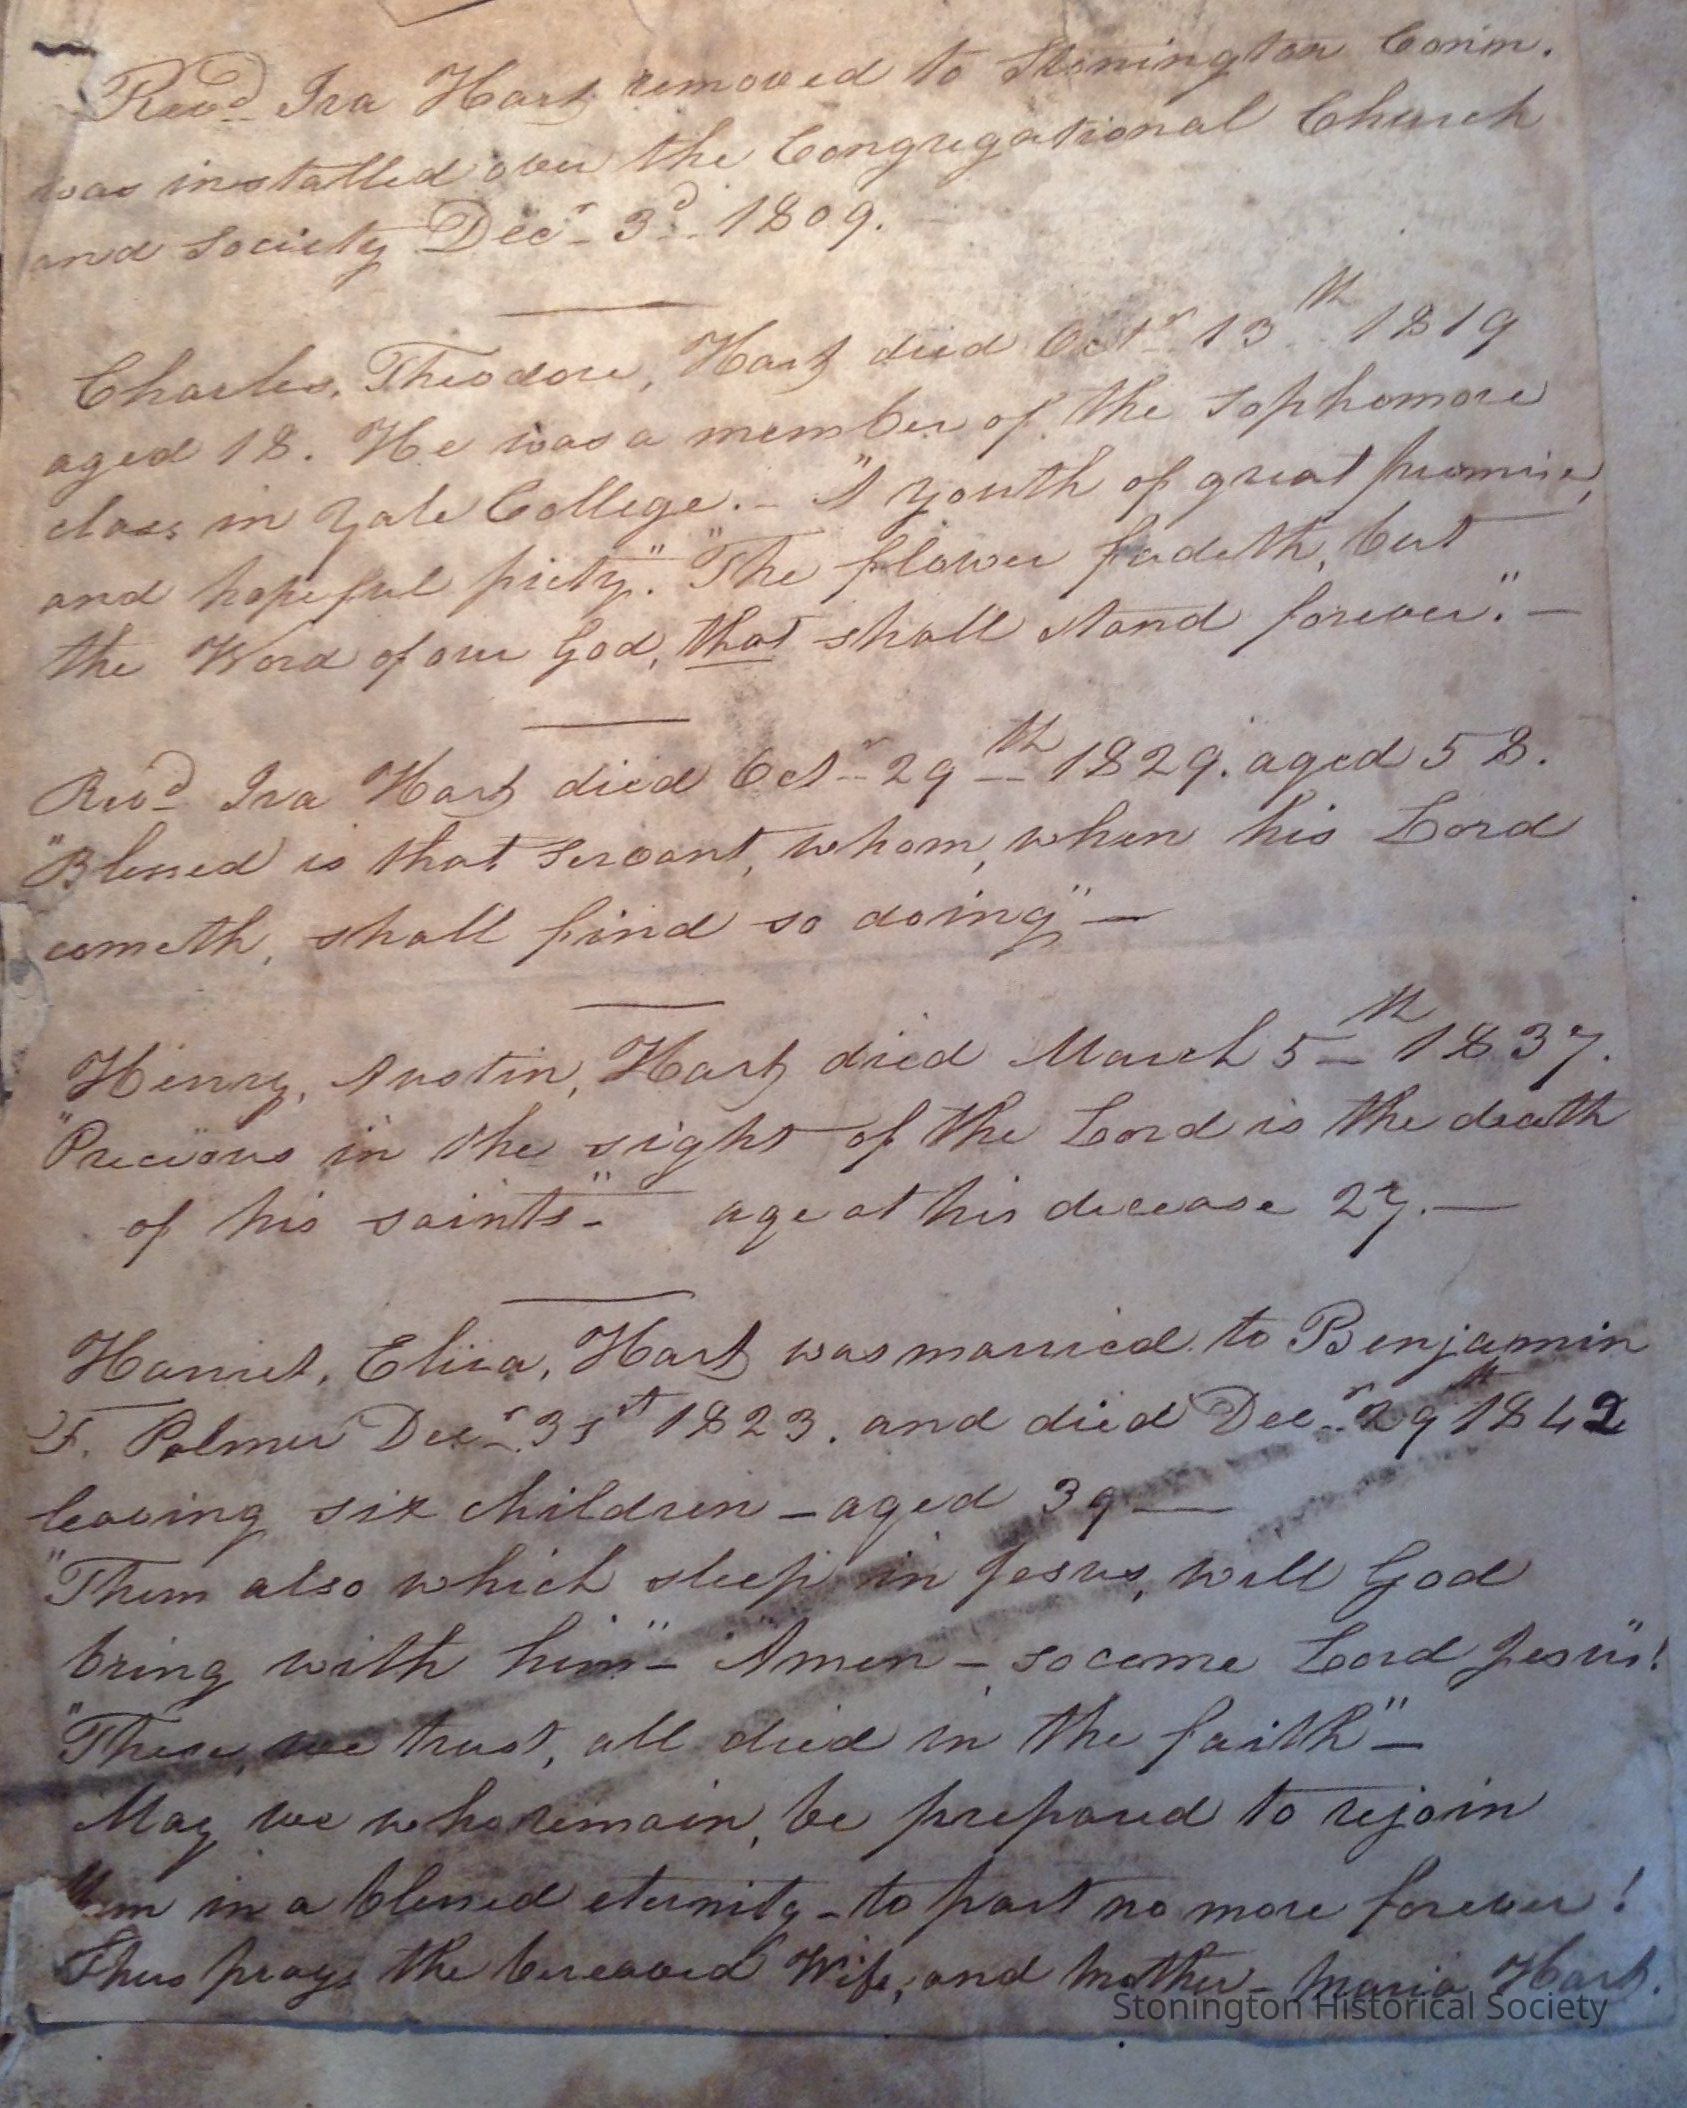 Revd Ira Hart removed to Stonington Conn.
was installed over the Congregational Church
and Society Decr 3d 1809.
Charles, Theodore, Hart died Octr 13th 1819
aged 18. He was a member of the Sophomore
class in Yale College. - "A youth of great promise,
and hopeful piety." "The flower fadeth, but
the Word of our God, that shall stand forever." -
Revd Ira Hart died Octr 29th 1829. aged 58.
"Blessed is that servant, whom, when his Lord
cometh, shall find so doing" -
Henry, Austin, Hart died March 5th 1837.
"Precious in the sight of the Lord is the death
of his saints" - age at his decease 27. -
Harriet, Eliza, Hart was married to Benjamin
F. Palmer Decr 31st 1823. and died Decr 29th 1842
leaving six children - aged 39 -
"Them also which sleep in Jesus, will God
bring with him" - Amen - so come Lord Jesus"!
"These, we trust, all died in the faith" -
May we who remain, be prepared to rejoin
them in a blessed eternity - to part no more forever!
Thus prays the bereaved Wife, and Mother - Maria Hart.
Stonington Historical Society